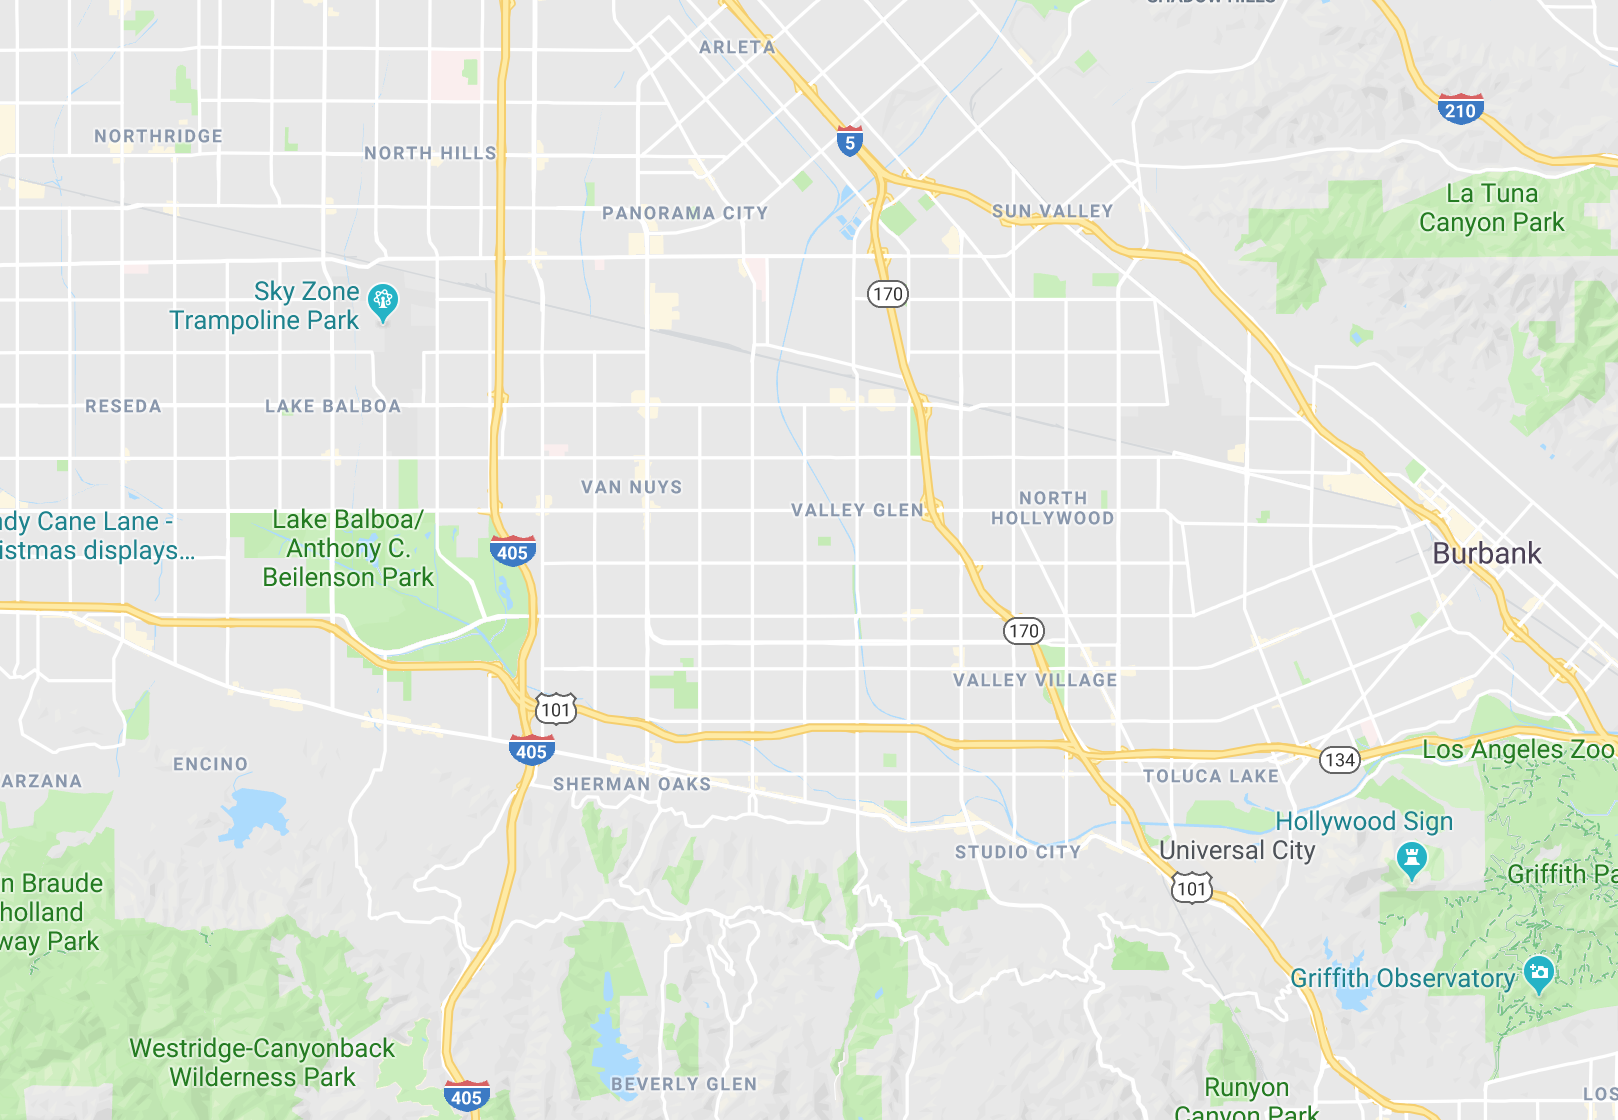 SHADOW HILLS
ARLETA
210
5
NORTHRIDGE
NORTH HILLS
La Tuna
Canyon Park
PANORAMA CITY
SUN VALLEY
170
Sky Zone
Trampoline Park
RESEDA
LAKE BALBOA
VAN NUYS
VALLEY GLEN
NORTH
HOLLYWOOD
ndy Cane Lane -
istmas displays...
Lake Balboa/
Anthony C.
Beilenson Park
405
Burbank
170
VALLEY VILLAGE
101
405
ENCINO
ARZANA
SHERMAN OAKS
TOLUCA LAKE
134
Los Angeles Zoo
Hollywood Sign
STUDIO CITY
Universal City
101
Griffith Pa
n Braude
holland
way Park
Griffith Observatory
Westridge-Canyonback
Wilderness Park
405
BEVERLY GLEN
Runyon
Canyon Park
LOS